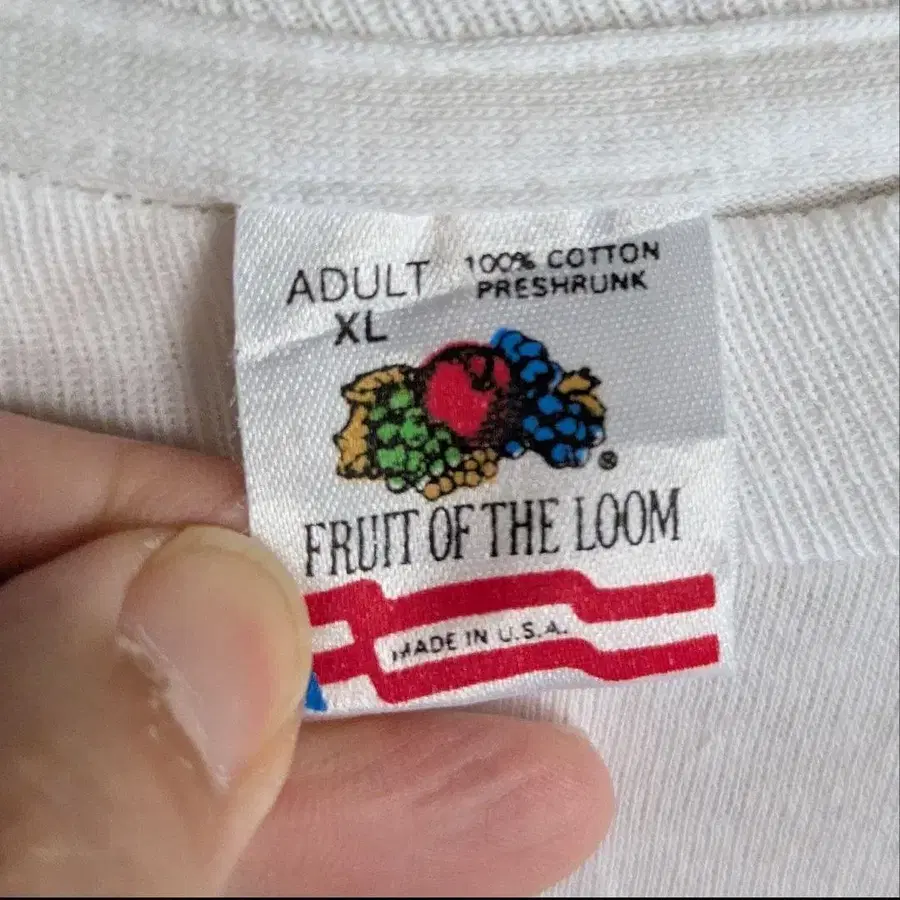 ADULT
XL
100% COTTON
PRESHRUNK
®
FRUIT OF THE LOOM
MADE IN U.S.A.